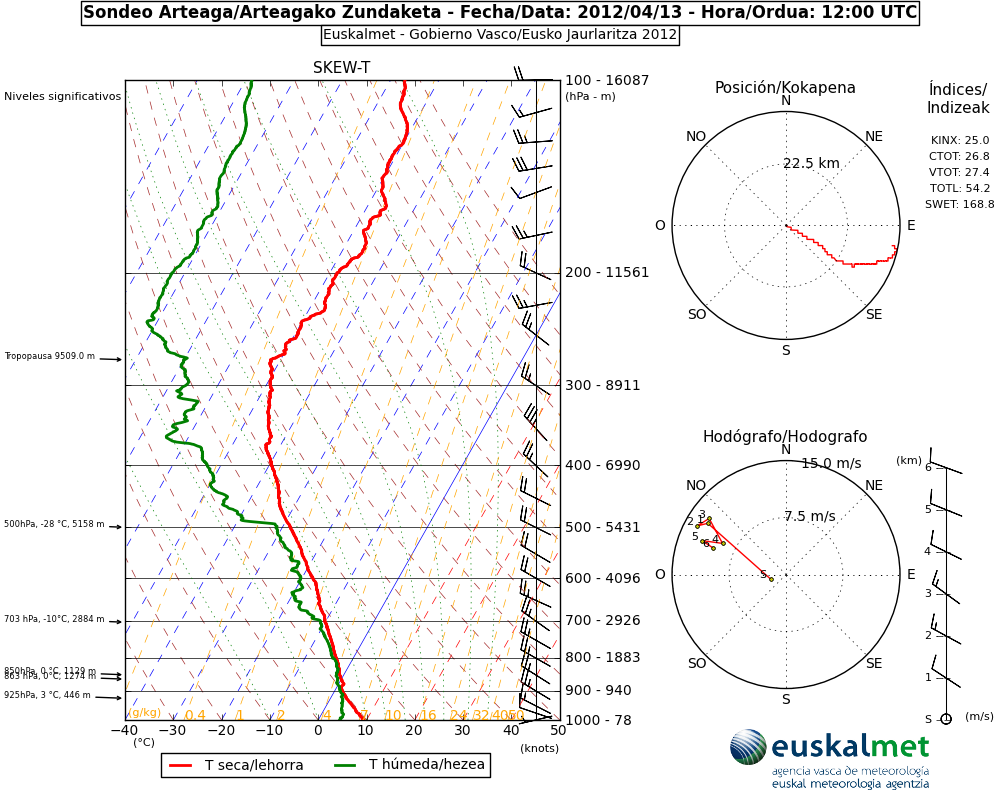 Sondeo Arteaga/Arteagako Zundaketa - Fecha/Data: 2012/04/13 - Hora/Ordua: 12:00 UTC
Euskalmet - Gobierno Vasco/Eusko Jaurlaritza 2012
SKEW-T
Niveles significativos
100 - 16087
(hPa - m)
200 - 11561
Tropopausa 9509.0 m
300 - 8911
400 - 6990
500hPa, -28 °C, 5158 m
500 - 5431
600 - 4096
703 hPa, -10°C, 2884 m
700 - 2926
800 - 1883
850hPa, 0 °C, 1129 m
863 hPa, 0°C, 1274 m
900 - 940
925hPa, 3 °C, 446 m
(g/kg) 0.4 1 2 4 7 10 16 24 32 40 50
1000 - 78
−40 −30 −20 −10 0 10 20 30 40 50
(°C)
(knots)
T seca/lehorra T húmeda/hezea
Posición/Kokapena
N
NO NE
22.5 km
O E
SO SE
S
Índices/
Indizeak
KINX: 25.0
CTOT: 26.8
VTOT: 27.4
TOTL: 54.2
SWET: 168.8
Hodógrafo/Hodografo
N
15.0 m/s
NO NE
7.5 m/s
3
2 1
5
6 4
S
O E
SO SE
S
(km)
6
5
4
3
2
1
S
(m/s)
euskalmet
agencia vasca de meteorología
euskal meteorologia agentzia